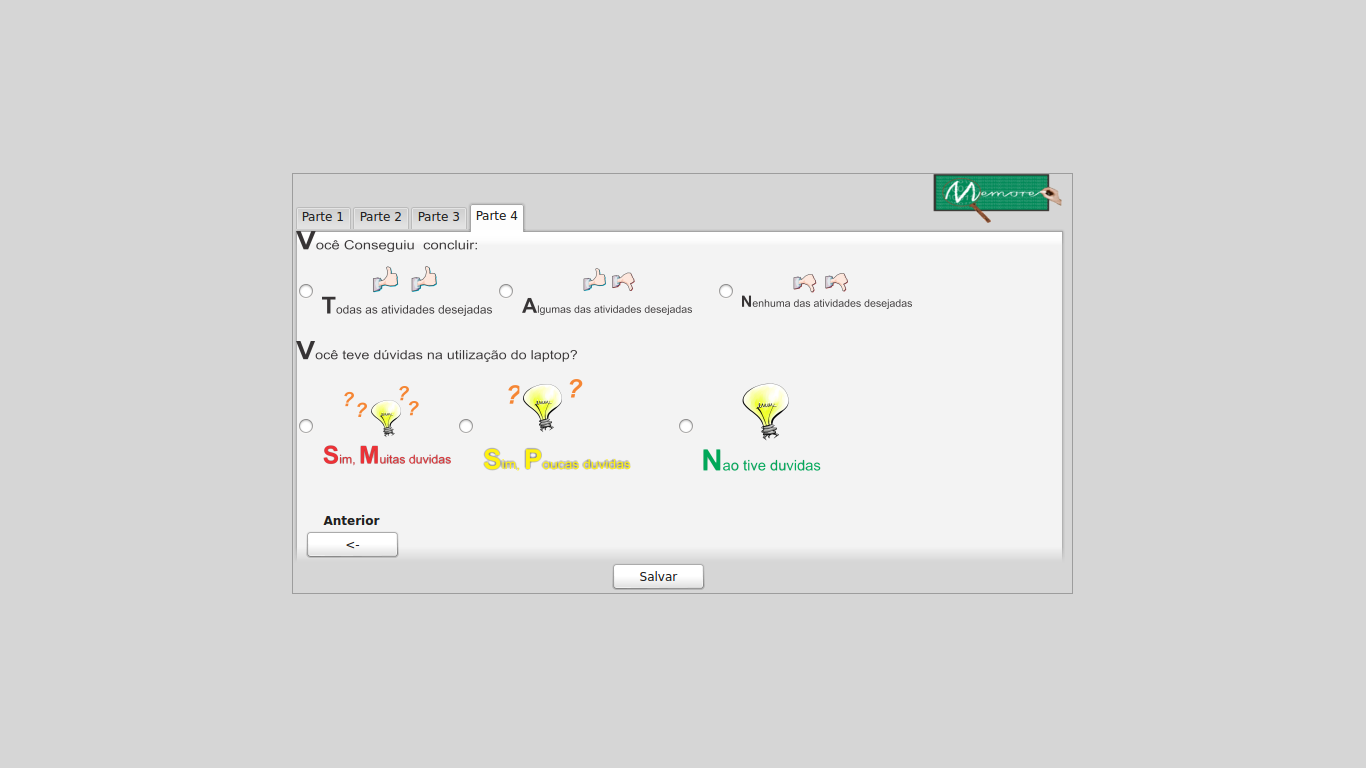 Memore
Parte 1 Parte 2 Parte 3 Parte 4
Você Conseguiu concluir:
Todas as atividades desejadas Algumas das atividades desejadas Nenhuma das atividades desejadas
Você teve dúvidas na utilização do laptop?
? ? ? ? ? ?
Sim, Muitas duvidas Sim, Poucas duvidas Nao tive duvidas
Anterior
<-
Salvar